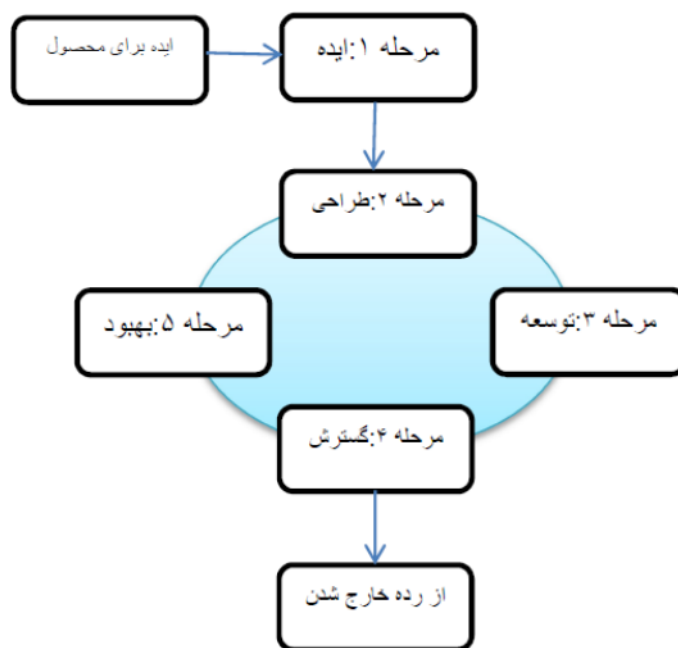 ایده برای محصول
مرحله ۱:ایده
مرحله ۲:طراحی
مرحله ۳:توسعه
مرحله ۵:بهبود
مرحله ۴:گسترش
از رده خارج شدن